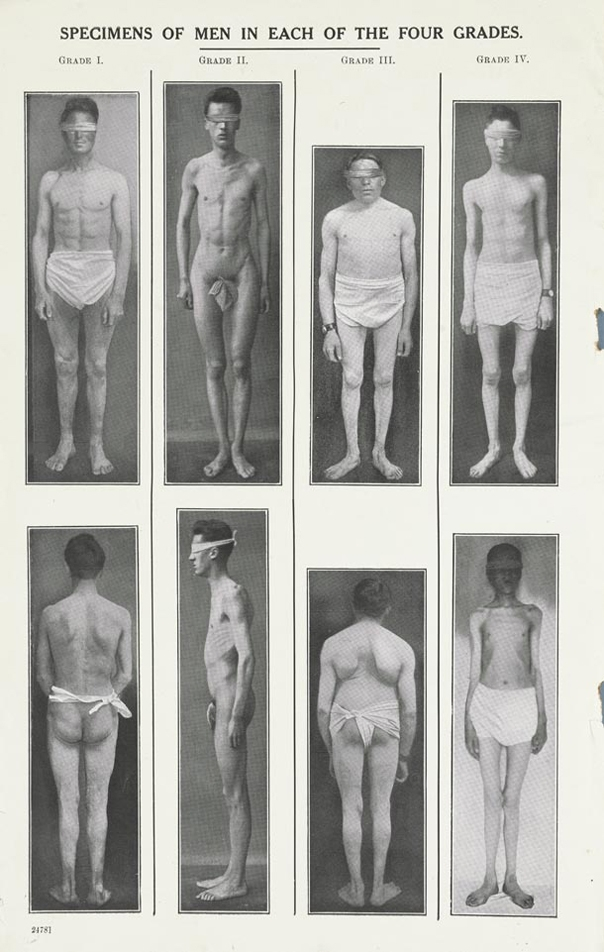 SPECIMENS OF MEN IN EACH OF THE FOUR GRADES.
GRADE I.
GRADE II.
GRADE III.
GRADE IV.
24781